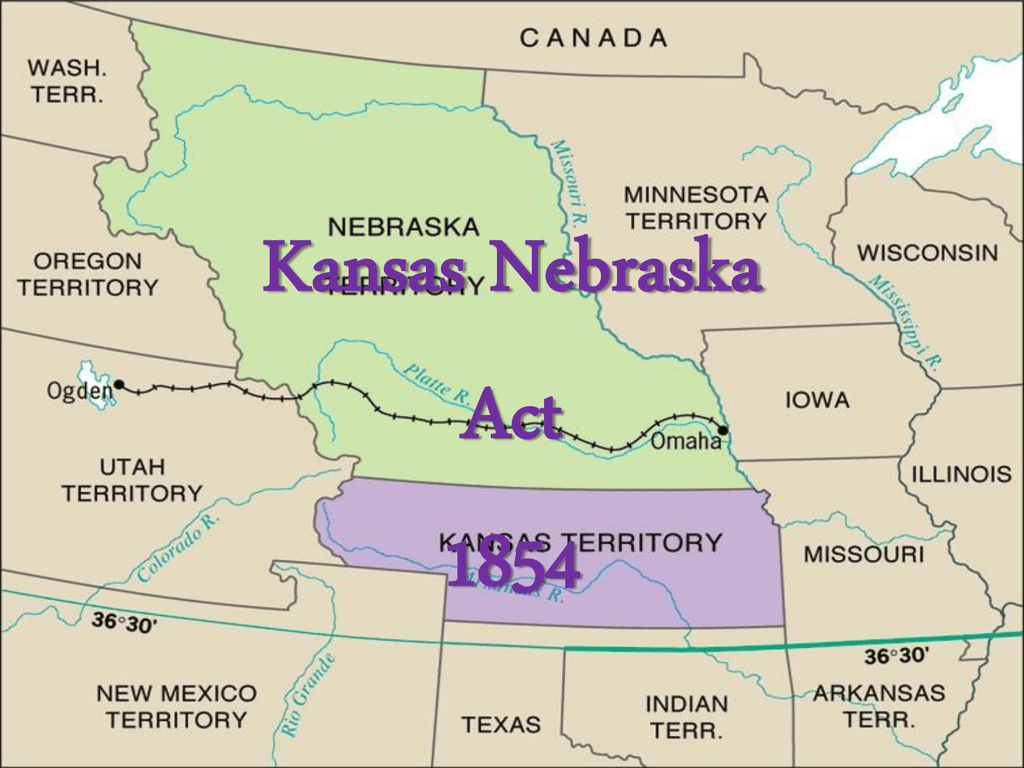 CANADA
WASH.
TERR.
Missouri R.
MINNESOTA
TERRITORY
NEBRASKA
TERRITORY
WISCONSIN
OREGON
TERRITORY
Kansas Nebraska
Mississippi R.
Ogden
Platte R.
IOWA
Act
Omaha
UTAH
TERRITORY
ILLINOIS
Colorado R.
KANSAS TERRITORY
1854
MISSOURI
Arkansas R.
36°30'
36°30'
NEW MEXICO
TERRITORY
Rio Grande
TEXAS
INDIAN
TERR.
ARKANSAS
TERR.